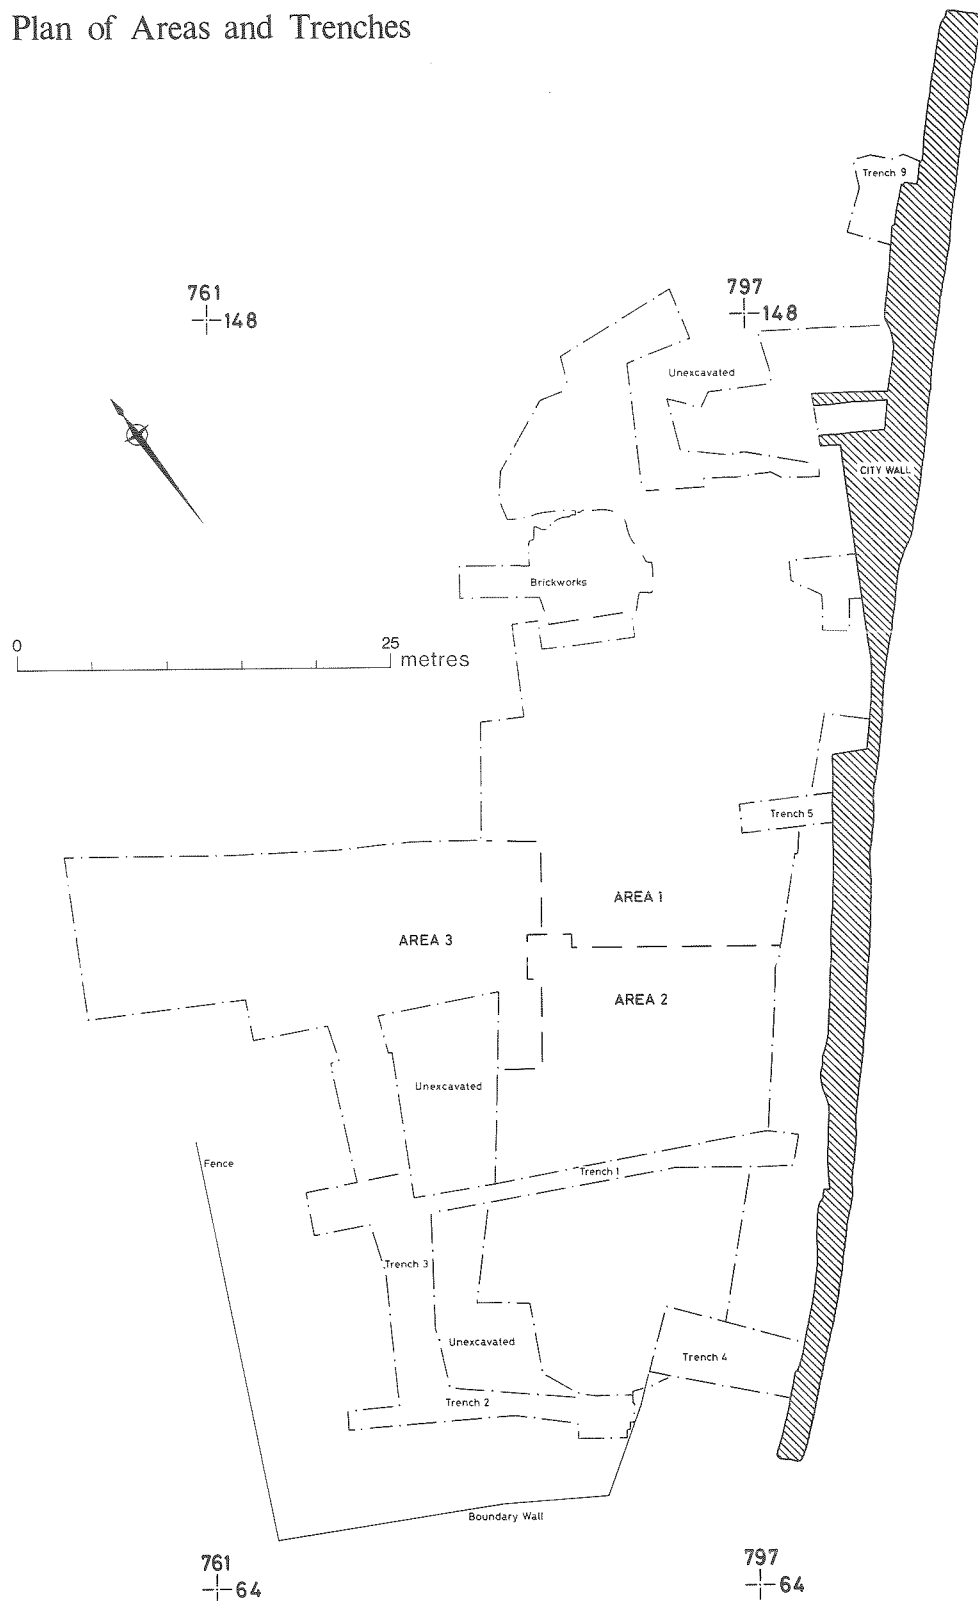 Plan of Areas and Trenches
Trench 9
761
148
797
148
Unexcavated
CITY WALL
Brickworks
0
25
metres
Trench 5
AREA 1
AREA 3
AREA 2
Unexcavated
Fence
Trench 1
Trench 3
Unexcavated
Trench 4
Trench 2
Boundary Wall
761
64
797
64